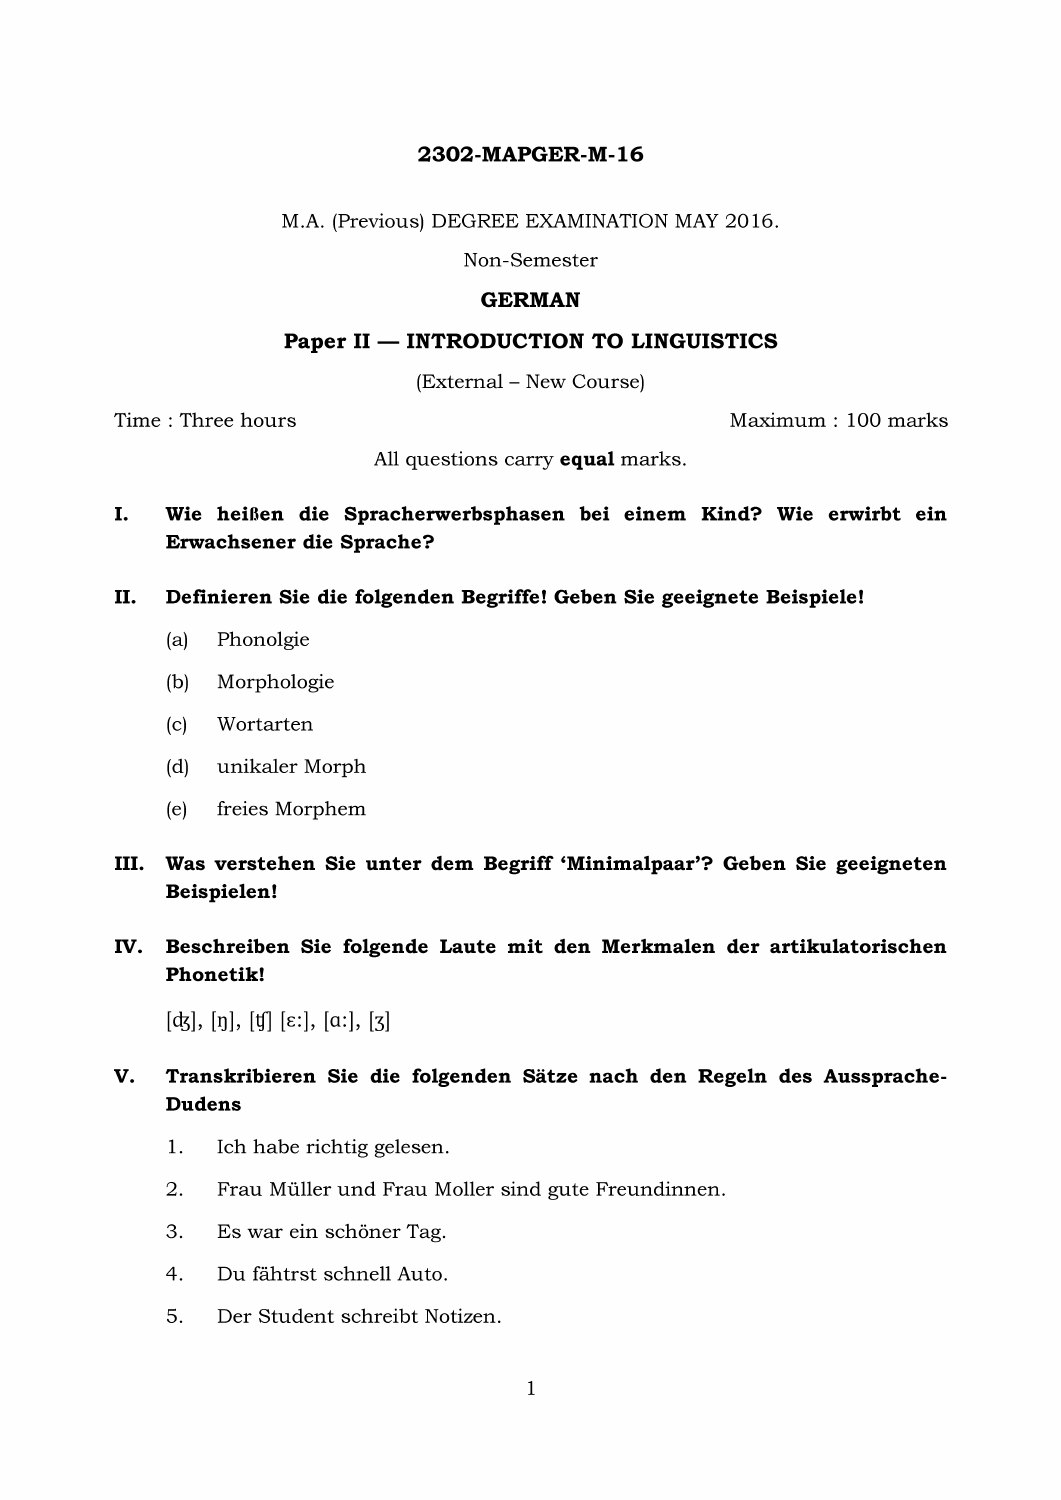 2302-MAPGER-M-16
M.A. (Previous) DEGREE EXAMINATION MAY 2016.
Non-Semester
GERMAN
Paper II — INTRODUCTION TO LINGUISTICS
(External – New Course)
Time : Three hours Maximum : 100 marks
All questions carry equal marks.
I. Wie heißen die Spracherwerbsphasen bei einem Kind? Wie erwirbt ein
Erwachsener die Sprache?
II. Definieren Sie die folgenden Begriffe! Geben Sie geeignete Beispiele!
(a) Phonolgie
(b) Morphologie
(c) Wortarten
(d) unikaler Morph
(e) freies Morphem
III. Was verstehen Sie unter dem Begriff ‘Minimalpaar’? Geben Sie geeigneten
Beispielen!
IV. Beschreiben Sie folgende Laute mit den Merkmalen der artikulatorischen
Phonetik!
[ʤ], [ŋ], [ʧ] [ɛ:], [ɑ:], [ʒ]
V. Transkribieren Sie die folgenden Sätze nach den Regeln des Aussprache-
Dudens
1. Ich habe richtig gelesen.
2. Frau Müller und Frau Moller sind gute Freundinnen.
3. Es war ein schöner Tag.
4. Du fährtst schnell Auto.
5. Der Student schreibt Notizen.
1